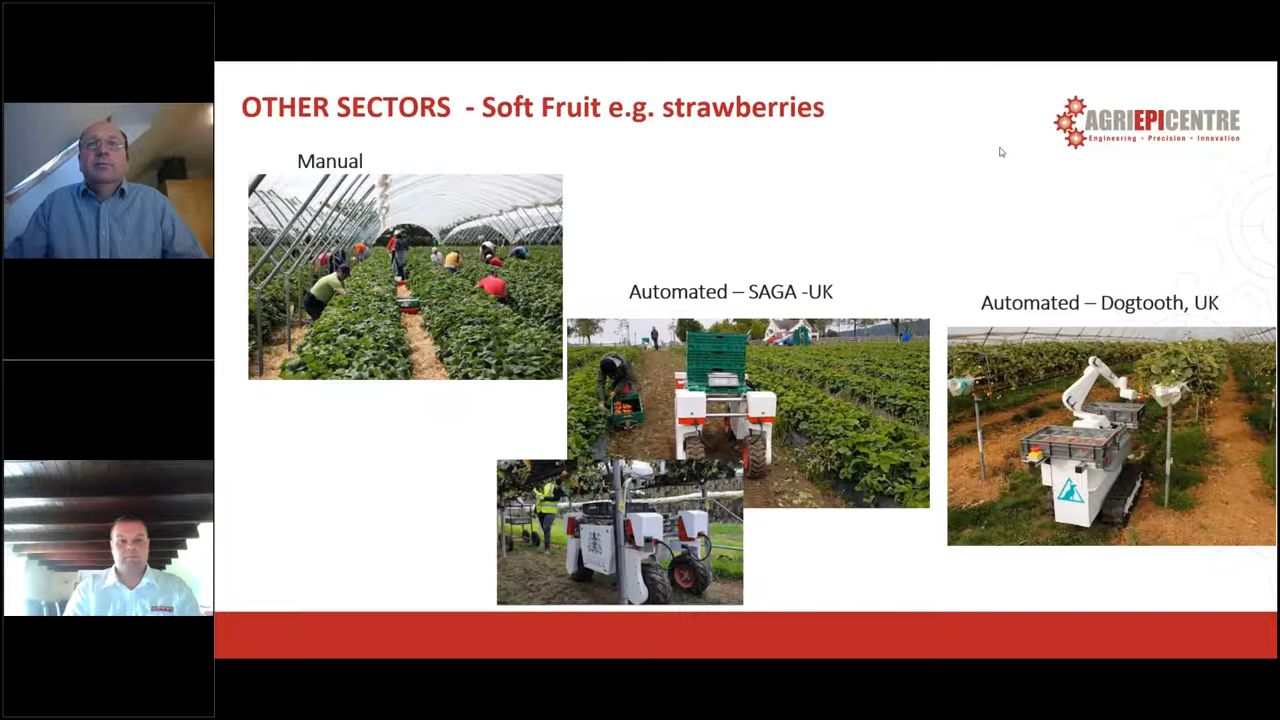 OTHER SECTORS - Soft Fruit e.g. strawberries
AGRIEPICENTRE
Engineering • Precision • Innovation
Manual
Automated – SAGA -UK
Automated – Dogtooth, UK